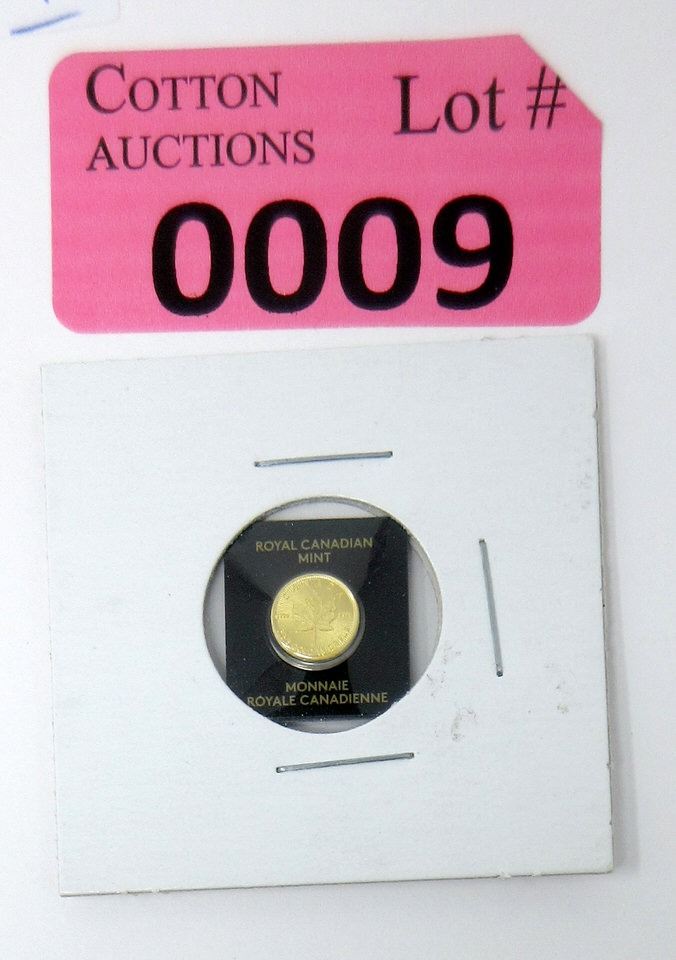 COTTON
AUCTIONS
Lot #
0009
ROYAL CANADIAN
MINT
MONNAIE
ROYALE CANADIENNE